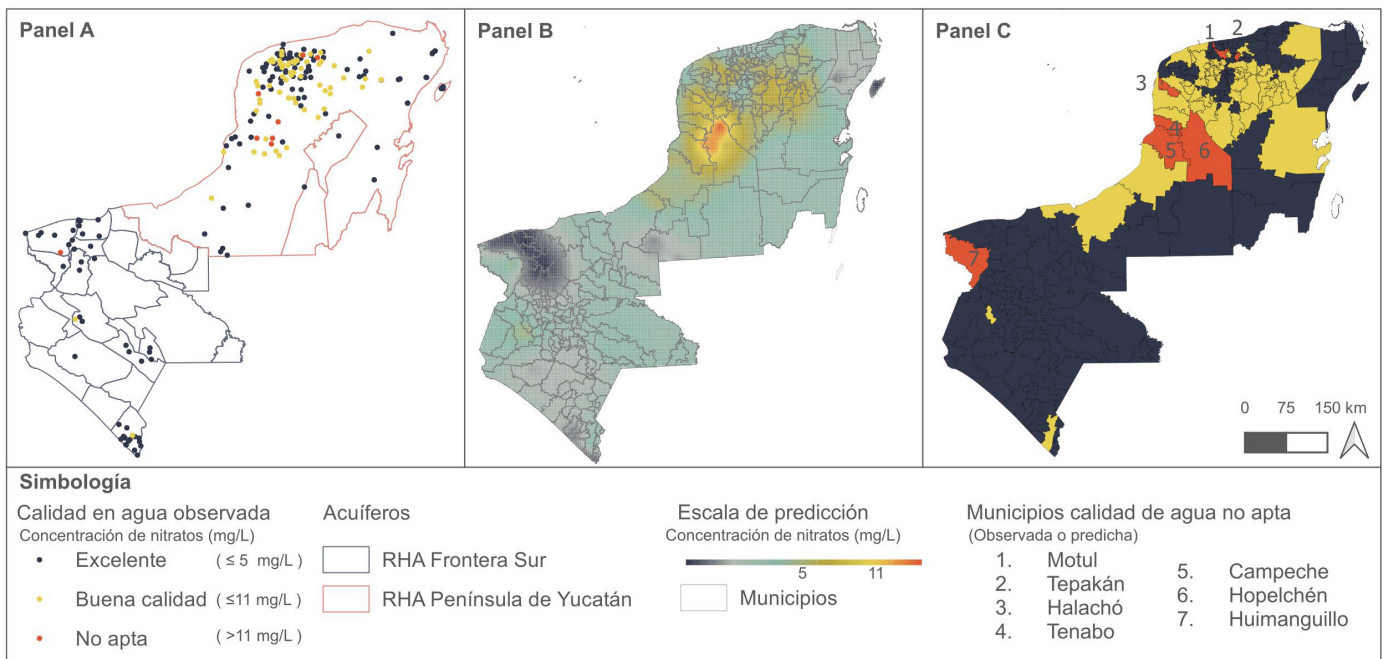 Panel A
Panel B
Panel C
1
2
3
4
5
6
7
0 75 150 km
Simbología
Calidad en agua observada
Concentración de nitratos (mg/L)
Excelente ( ≤ 5 mg/L )
Buena calidad ( ≤11 mg/L )
No apta ( >11 mg/L )
Acuíferos
RHA Frontera Sur
RHA Península de Yucatán
Escala de predicción
Concentración de nitratos (mg/L)
5 11
Municipios
Municipios calidad de agua no apta
(Observada o predicha)
1. Motul
2. Tepakán
3. Halachó
4. Tenabo
5. Campeche
6. Hopelchén
7. Huimanguillo